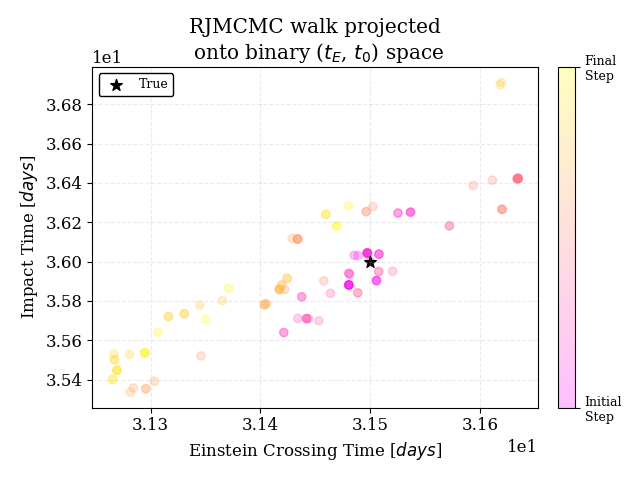 RJMCMC walk projected
onto binary (t_E, t_0) space
1e1
True
3.68
3.66
3.64
3.62
3.60
3.58
3.56
3.54
Impact Time [days]
3.13
3.14
3.15
3.16
1e1
Einstein Crossing Time [days]
Final
Step
Initial
Step